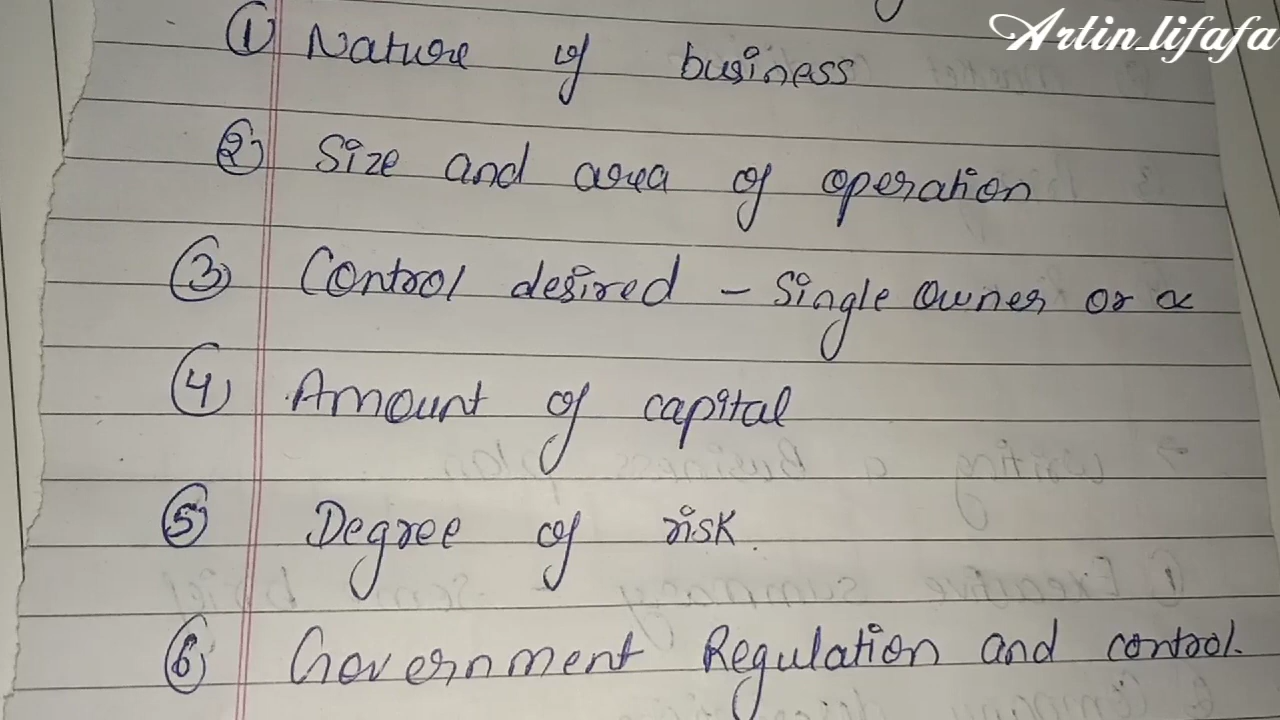 Artin_lifafa
① Nature of business
② Size and area of operation
③ Control desired - Single owner or
④ Amount of capital
⑤ Degree of risk.
⑥ Government Regulation and control.